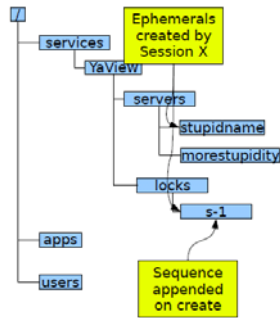 /
Ephemerals
created by
Session X
services
YaView
servers
stupidname
morestupidity
locks
s-1
apps
users
Sequence
appended
on create